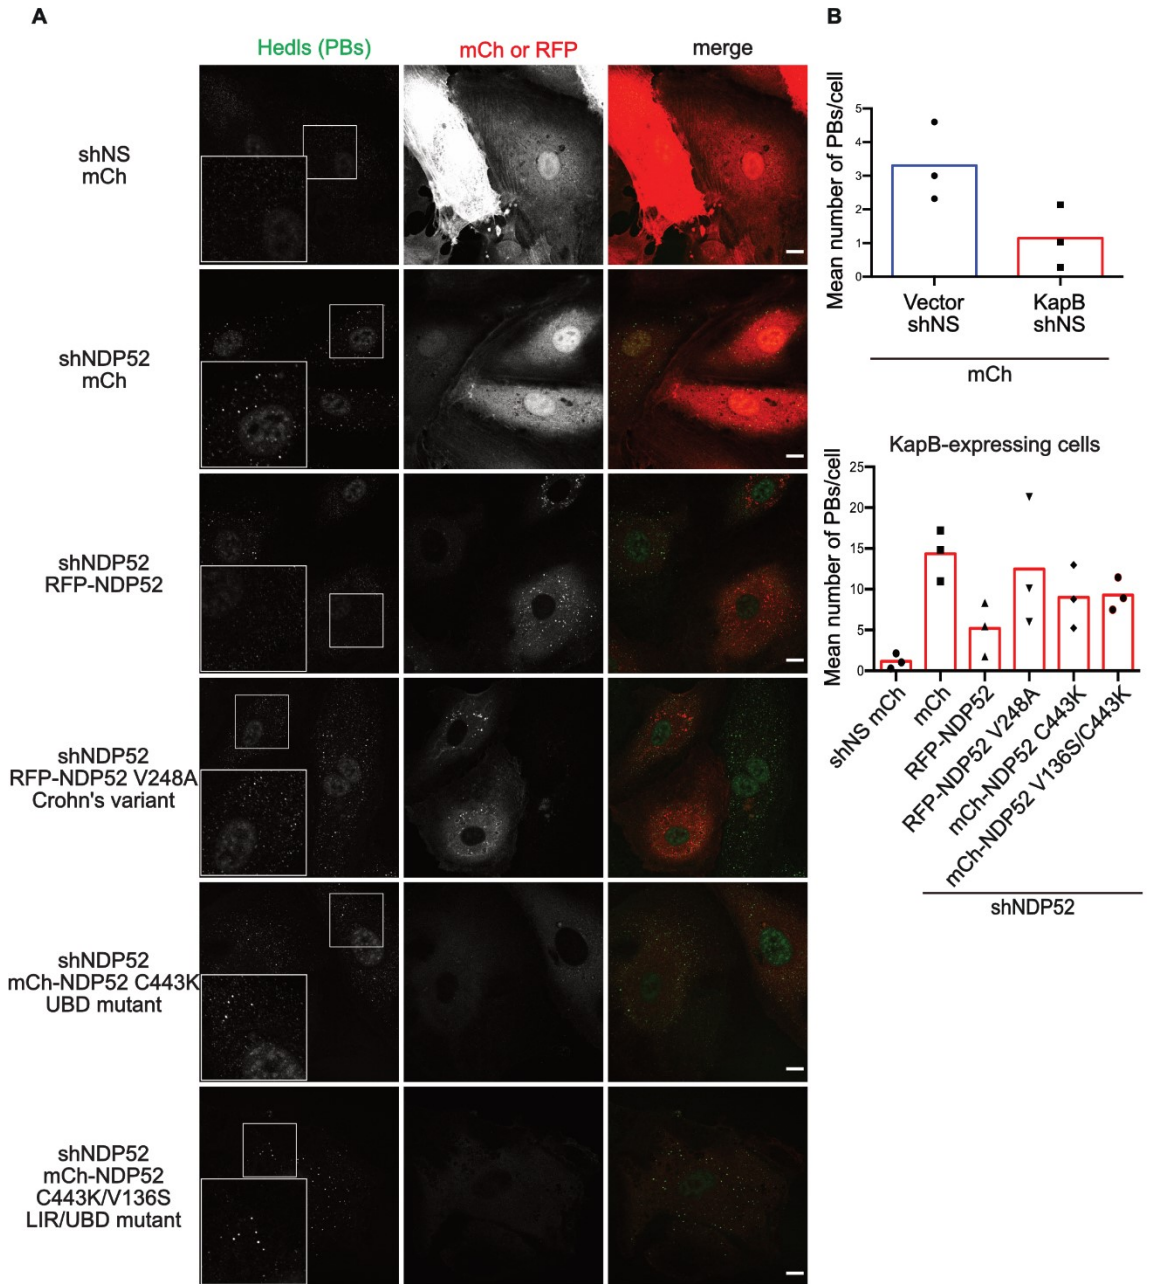 A
Hedls (PBs)
mCh or RFP
merge
shNS
mCh
shNDP52
mCh
shNDP52
RFP-NDP52
shNDP52
RFP-NDP52 V248A
Crohn's variant
shNDP52
mCh-NDP52 C443K
UBD mutant
shNDP52
mCh-NDP52
C443K/V136S
LIR/UBD mutant
B
Mean number of PBs/cell
5
4
3
2
1
0
Vector
shNS
KapB
shNS
mCh
KapB-expressing cells
Mean number of PBs/cell
25
20
15
10
5
0
shNS mCh
mCh
RFP-NDP52
RFP-NDP52 V248A
mCh-NDP52 C443K
mCh-NDP52 V136S/C443K
shNDP52